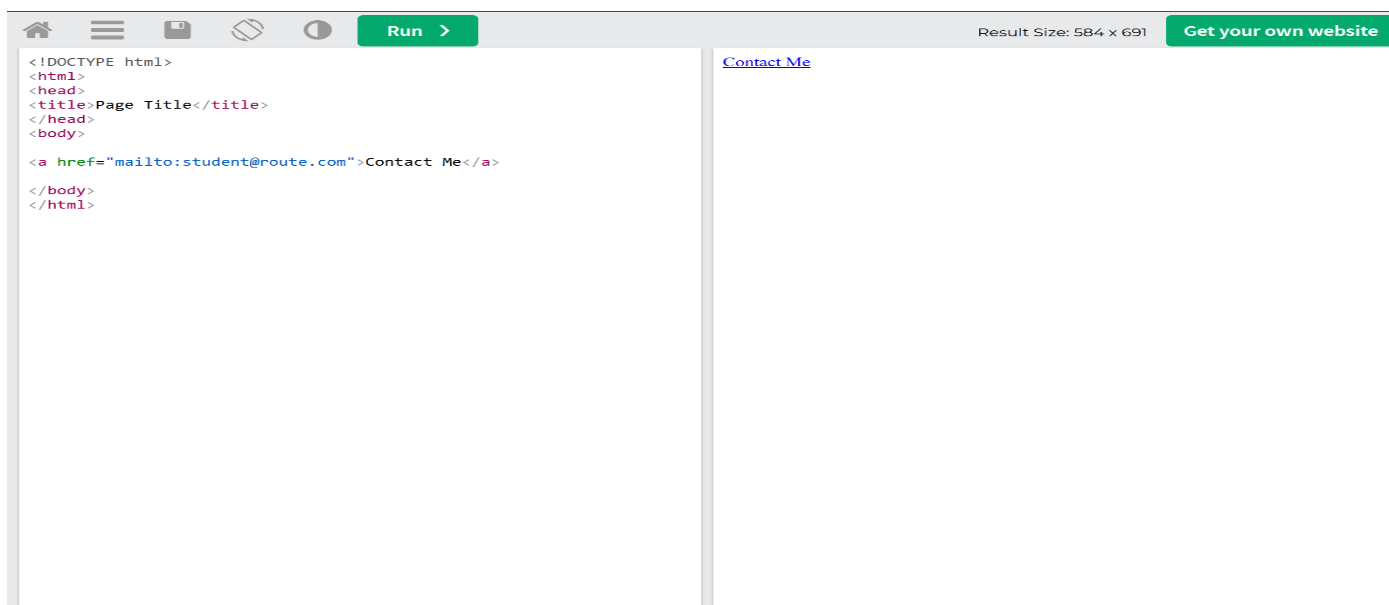 Run >
Result Size: 584 x 691
Get your own website
<!DOCTYPE html>
<html>
<head>
<title>Page Title</title>
</head>
<body>
<a href="mailto:student@route.com">Contact Me</a>
</body>
</html>
Contact Me